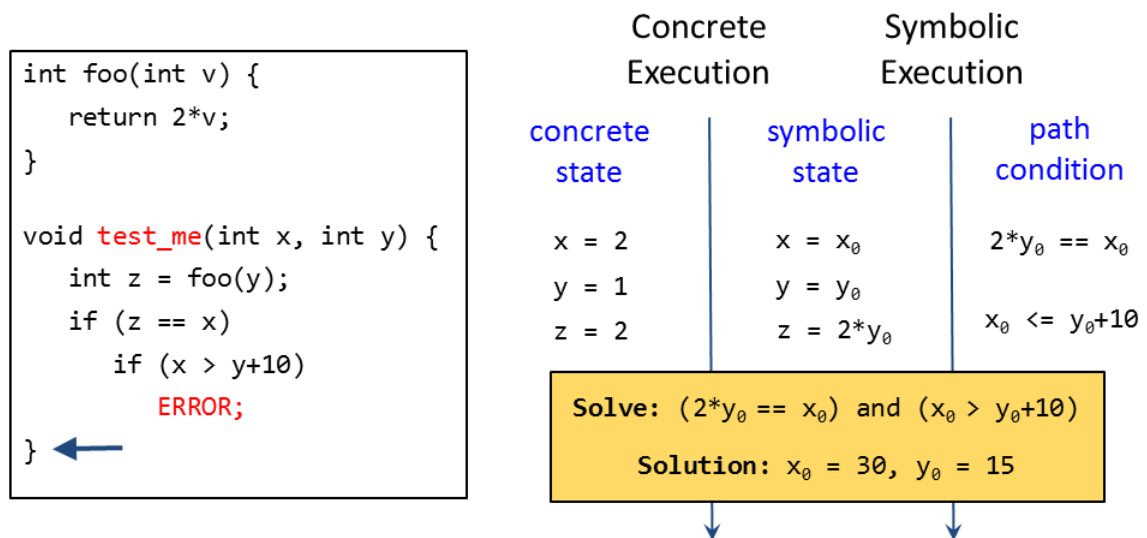 int foo(int v) {
return 2*v;
}
void test_me(int x, int y) {
int z = foo(y);
if (z == x)
if (x > y+10)
ERROR;
}
Concrete
Execution
Symbolic
Execution
concrete
state
symbolic
state
path
condition
x = 2
y = 1
z = 2
x = x₀
y = y₀
z = 2*y₀
2*y₀ == x₀
x₀ <= y₀+10
Solve: (2*y₀ == x₀) and (x₀ > y₀+10)
Solution: x₀ = 30, y₀ = 15